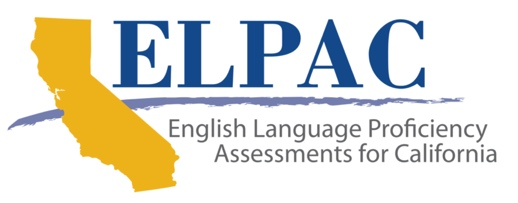 ELPAC
English Language Proficiency
Assessments for California